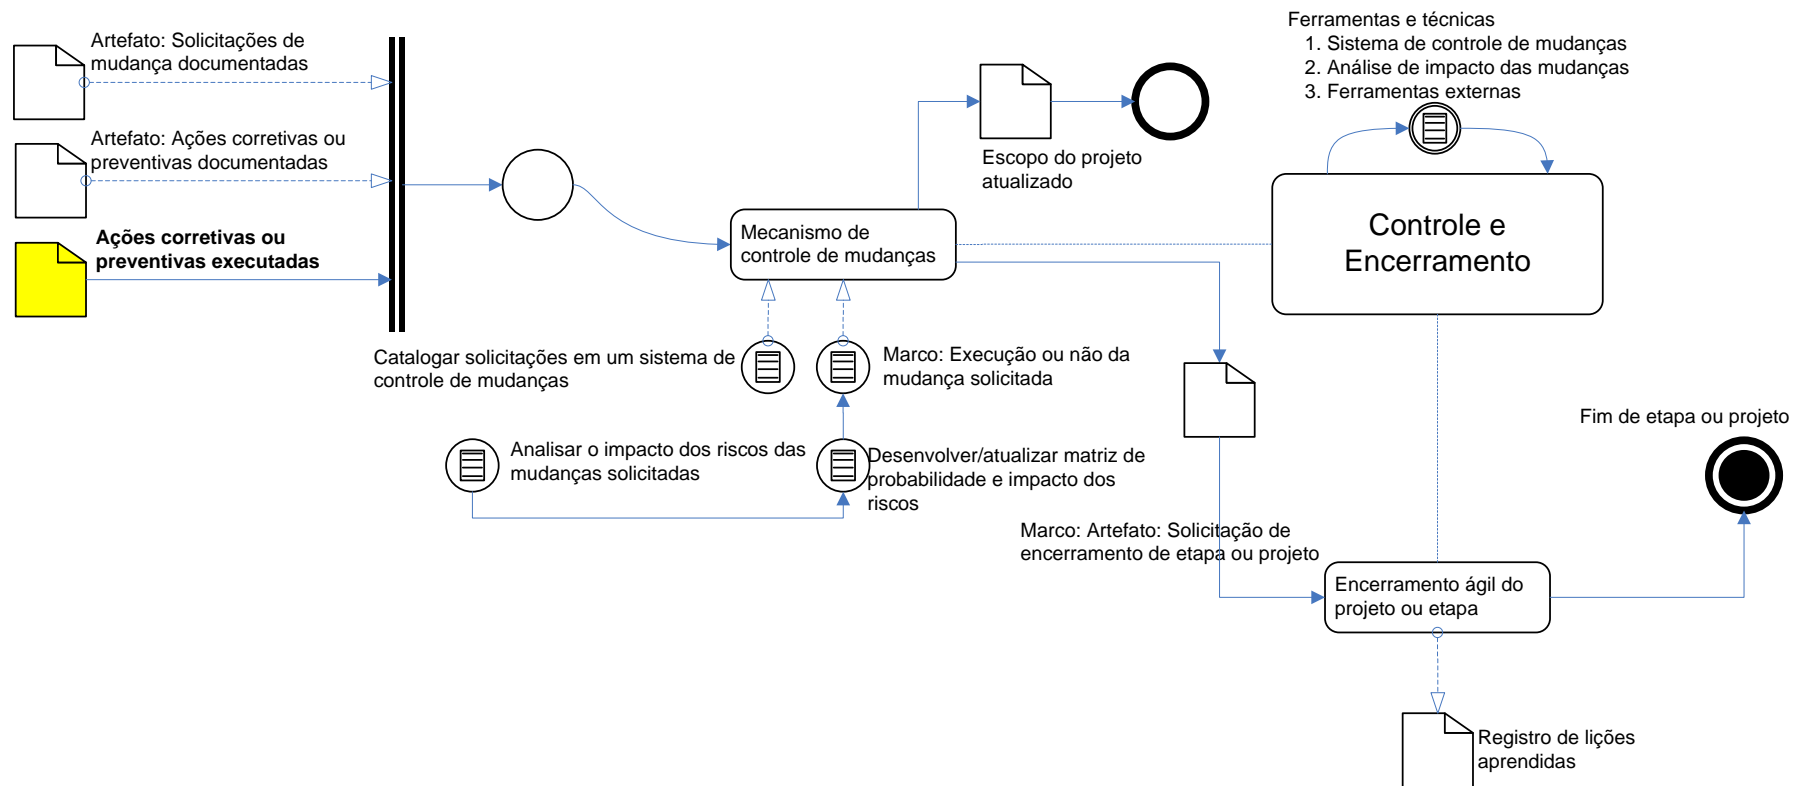 Artefato: Solicitações de
mudança documentadas
Artefato: Ações corretivas ou
preventivas documentadas
Ações corretivas ou
preventivas executadas
Mecanismo de
controle de mudanças
Escopo do projeto
atualizado
Ferramentas e técnicas
1. Sistema de controle de mudanças
2. Análise de impacto das mudanças
3. Ferramentas externas
Controle e
Encerramento
Catalogar solicitações em um sistema de
controle de mudanças
Marco: Execução ou não da
mudança solicitada
Analisar o impacto dos riscos das
mudanças solicitadas
Desenvolver/atualizar matriz de
probabilidade e impacto dos
riscos
Marco: Artefato: Solicitação de
encerramento de etapa ou projeto
Fim de etapa ou projeto
Encerramento ágil do
projeto ou etapa
Registro de lições
aprendidas